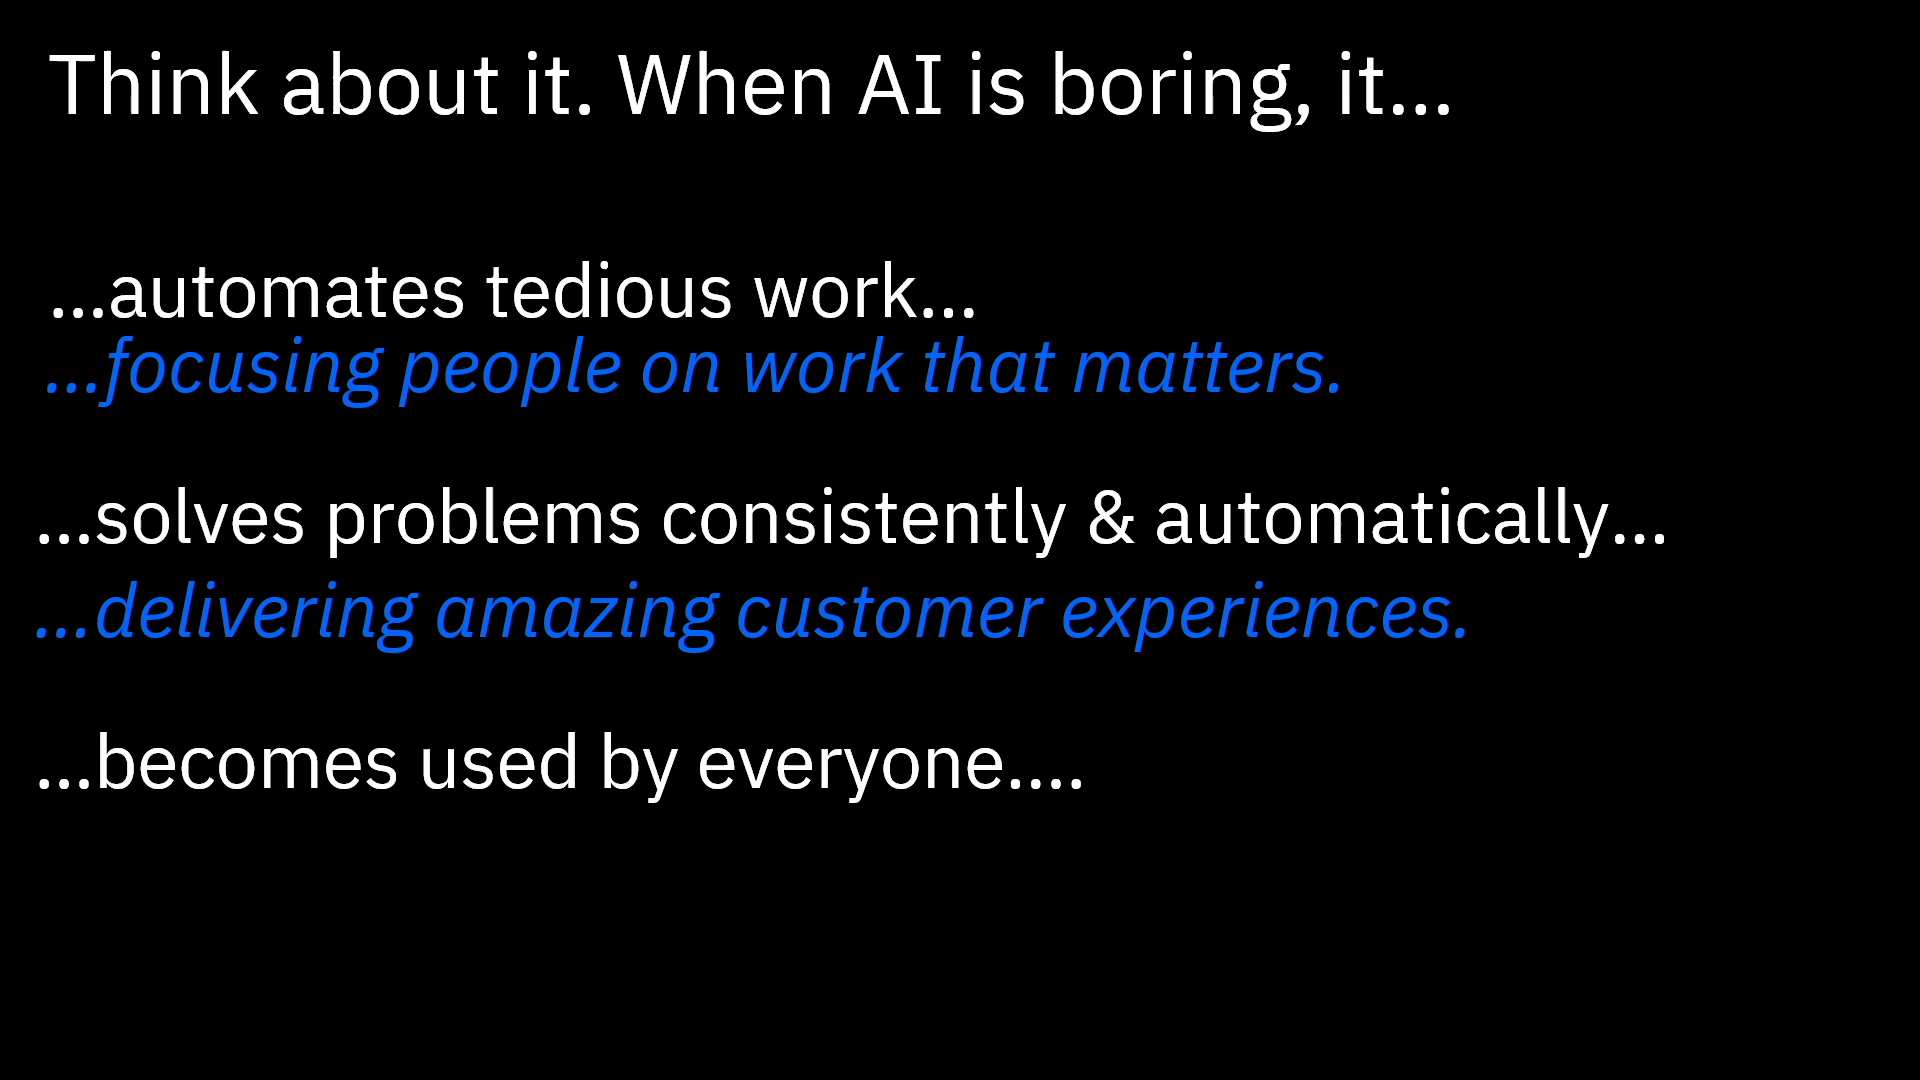 Think about it. When AI is boring, it...
...automates tedious work...
...focusing people on work that matters.
...solves problems consistently & automatically...
...delivering amazing customer experiences.
...becomes used by everyone....